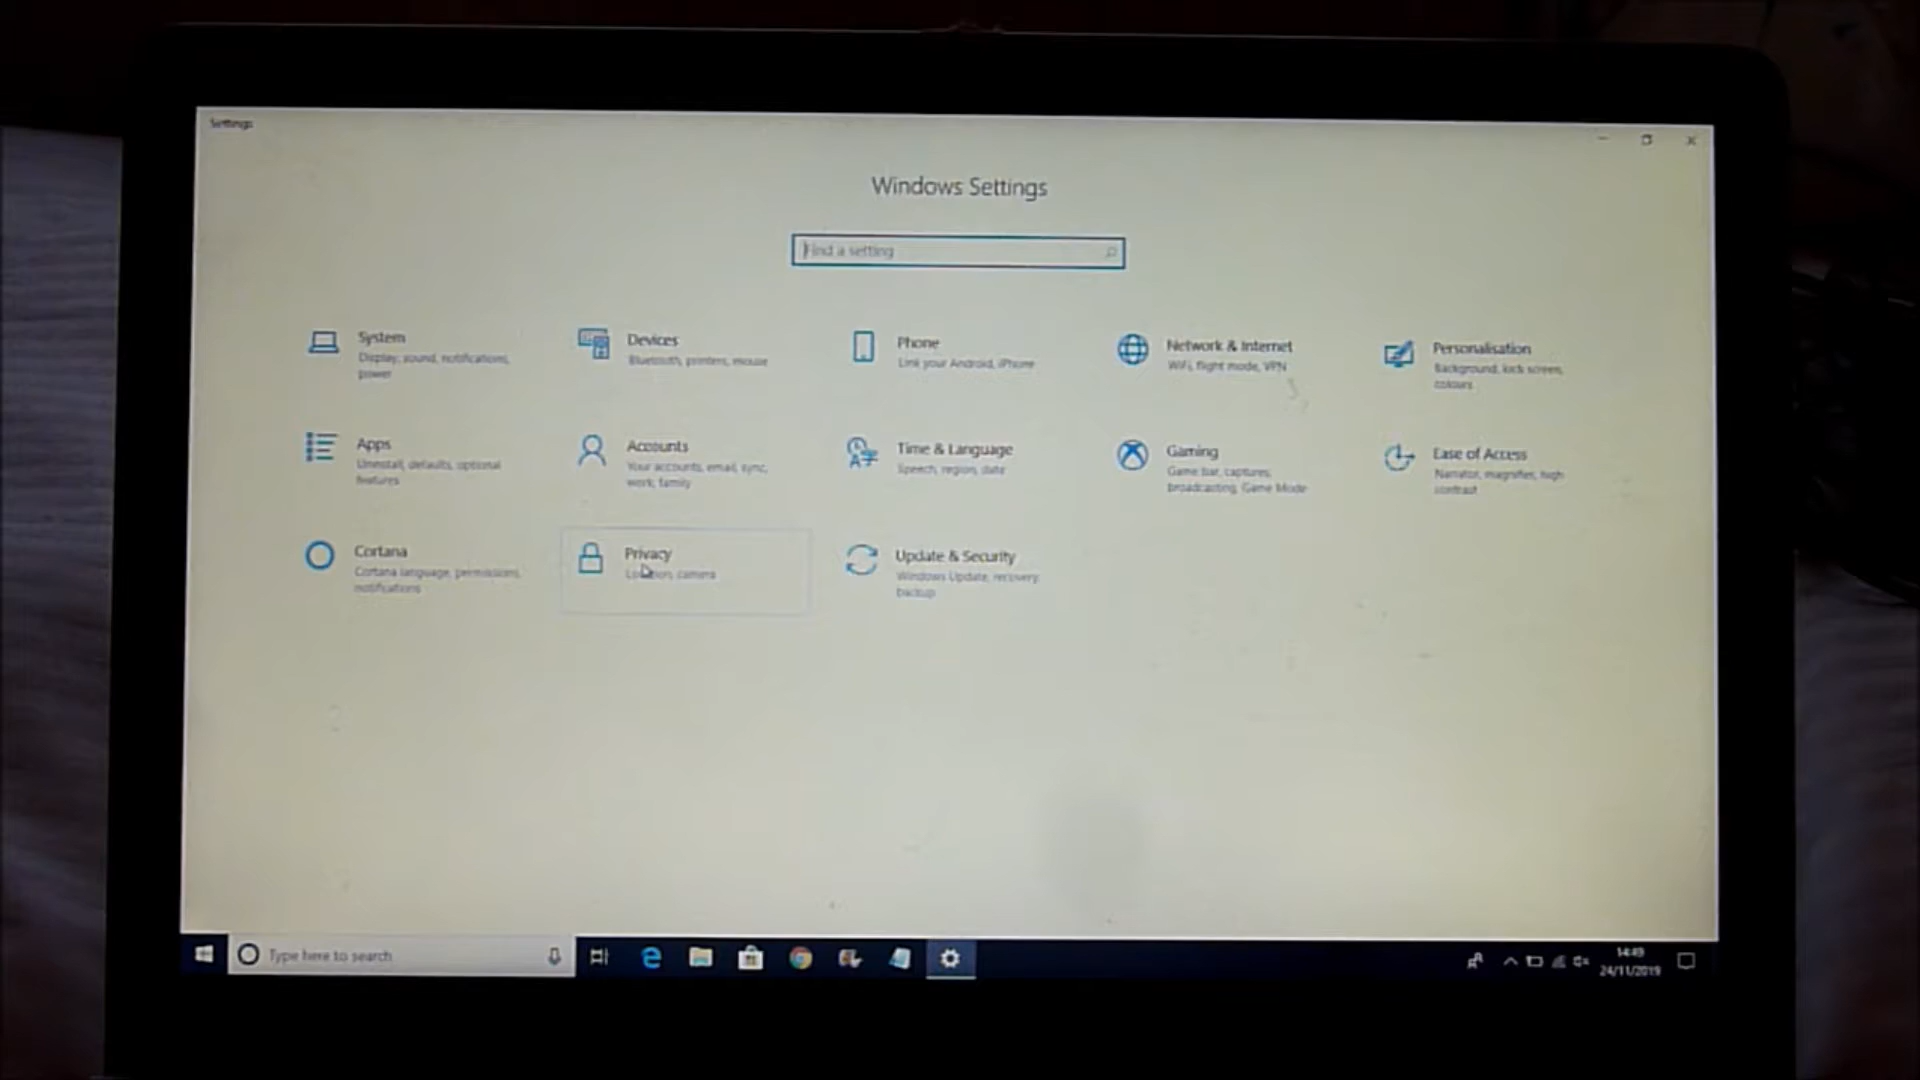 Settings
Windows Settings
Find a setting
System
Display, sound, notifications,
power
Devices
Bluetooth, printers, mouse
Phone
Link your Android, iPhone
Network & Internet
WiFi, flight mode, VPN
Personalisation
Background, lock screen,
colours
Apps
Uninstall, defaults, optional
features
Accounts
Your accounts, email, sync,
work, family
Time & Language
Speech, region, date
Gaming
Game bar, captures,
broadcasting, Game Mode
Ease of Access
Narrator, magnifier, high
contrast
Cortana
Cortana language, permissions,
notifications
Privacy
Location, camera
Update & Security
Windows Update, recovery,
backup
Type here to search
14:49
24/11/2019